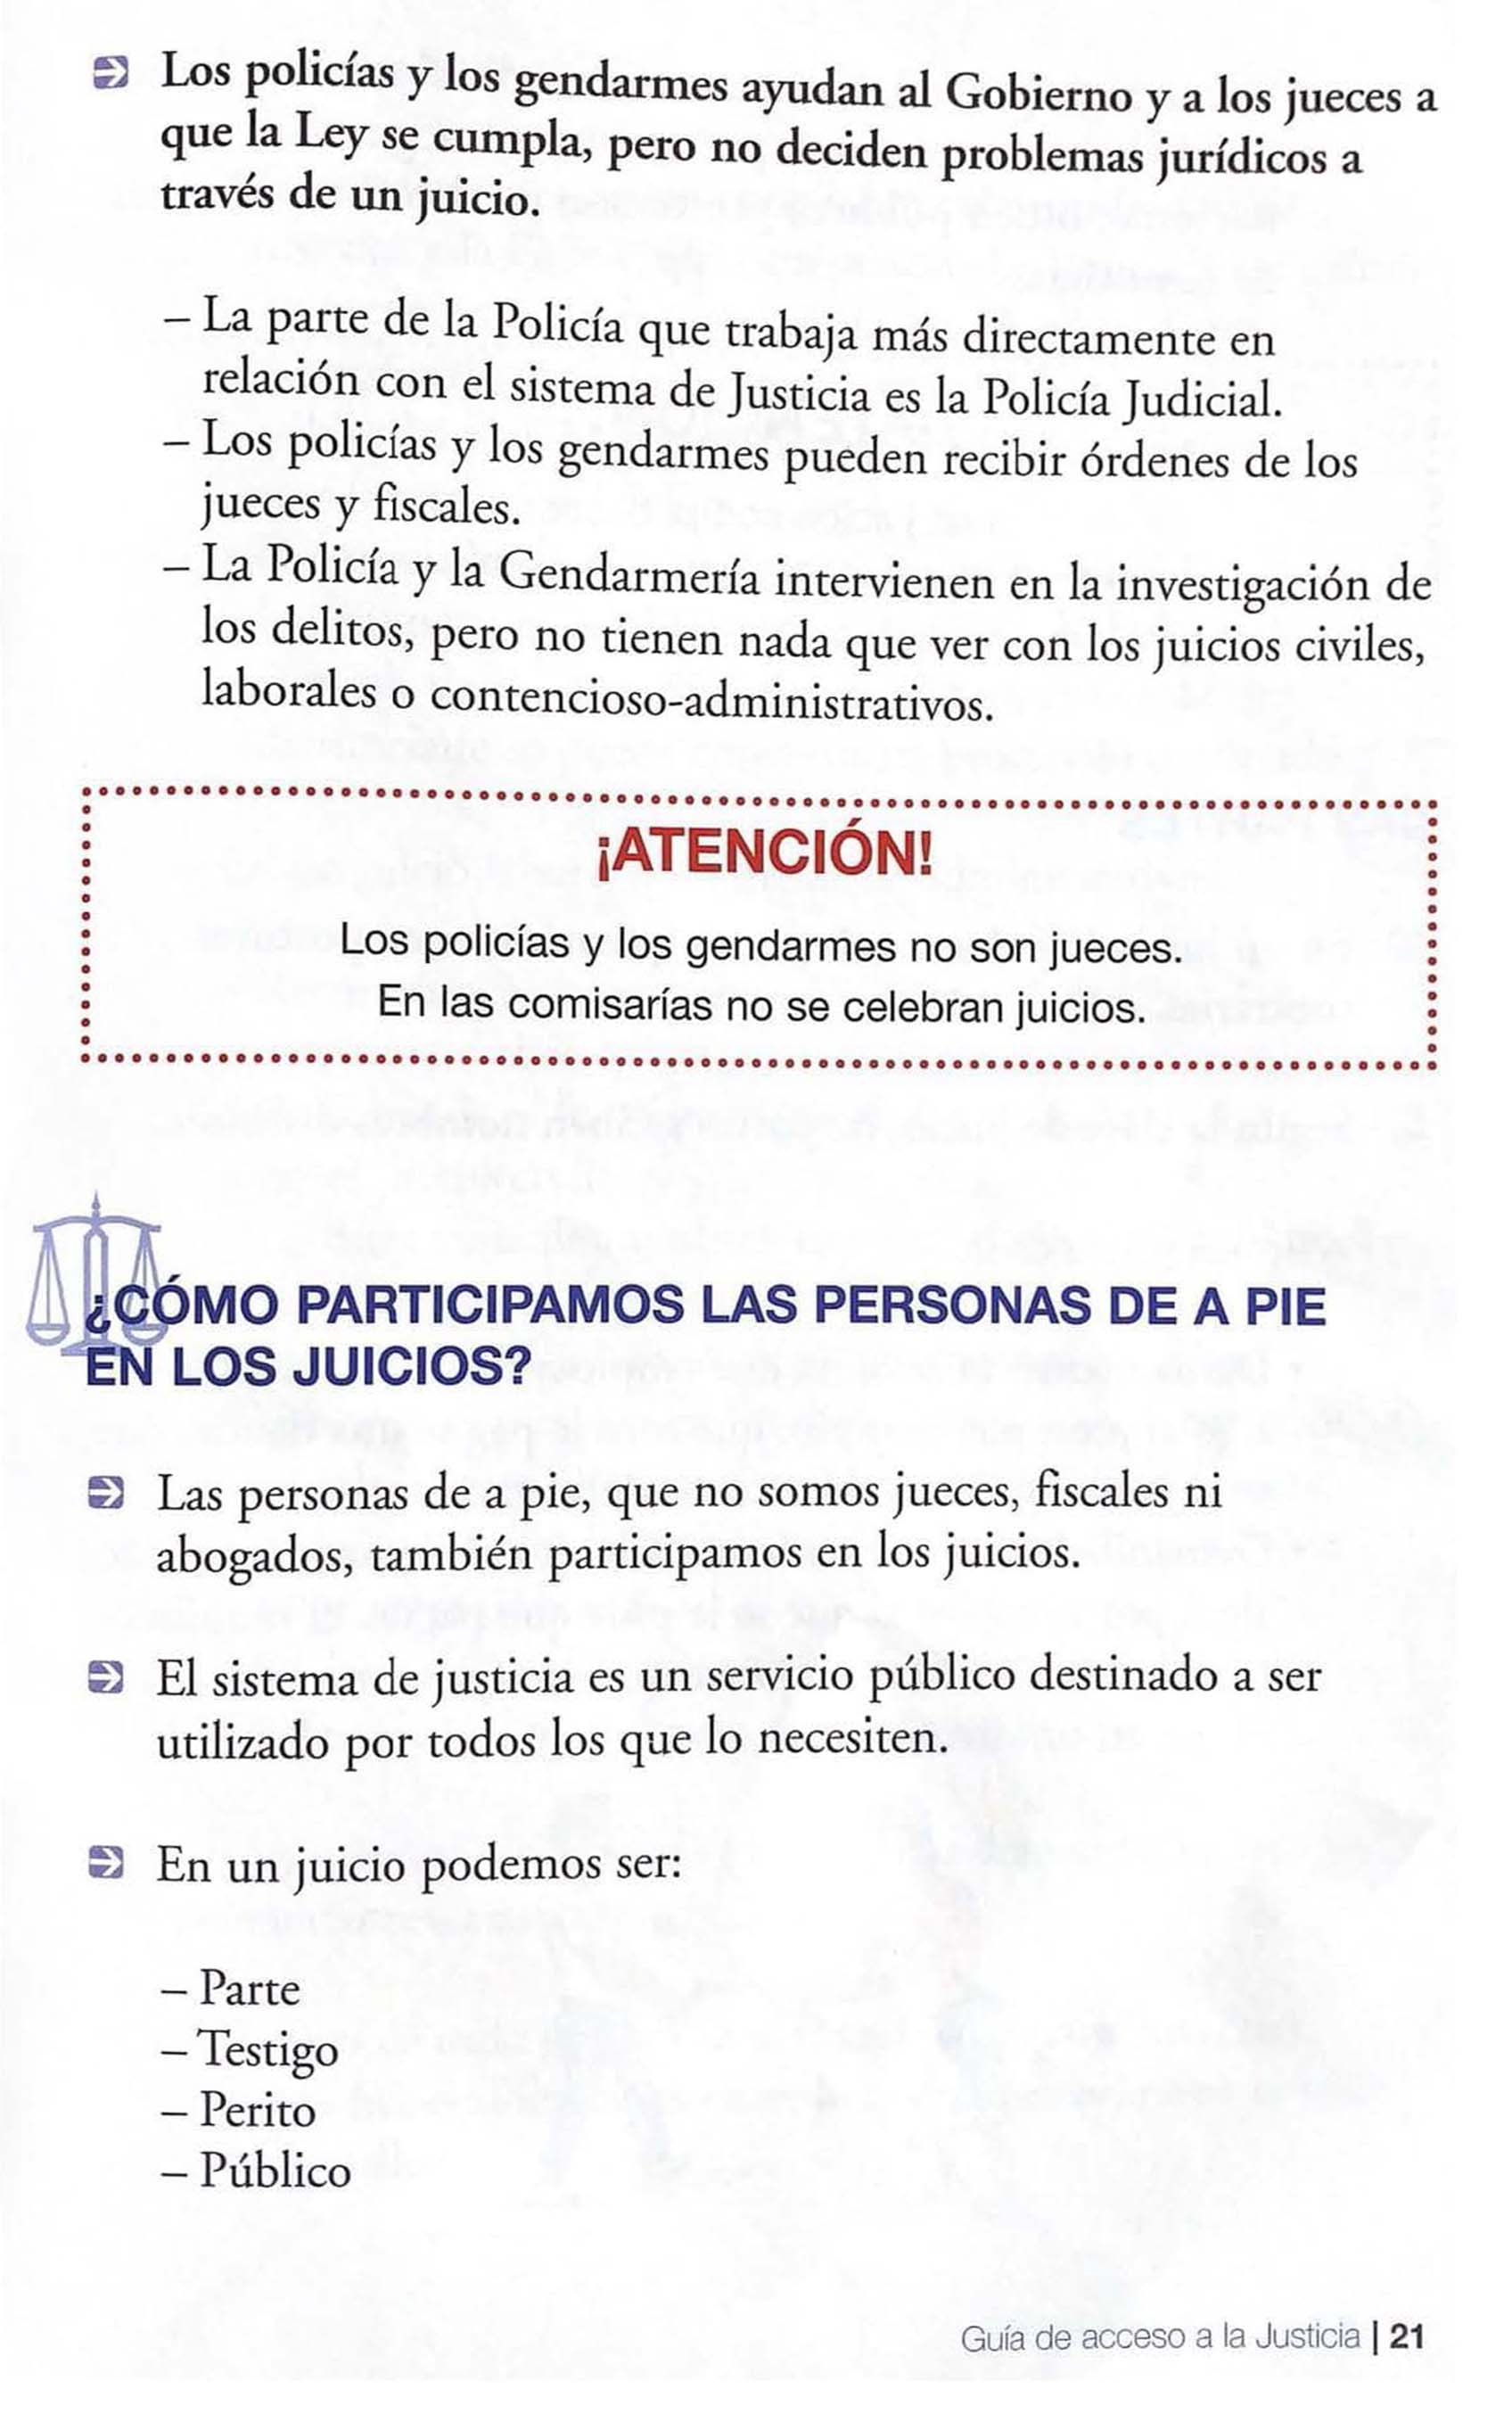 Los policías y los gendarmes ayudan al Gobierno y a los jueces a
que la Ley se cumpla, pero no deciden problemas jurídicos a
través de un juicio.
– La parte de la Policía que trabaja más directamente en
relación con el sistema de Justicia es la Policía Judicial.
– Los policías y los gendarmes pueden recibir órdenes de los
jueces y fiscales.
– La Policía y la Gendarmería intervienen en la investigación de
los delitos, pero no tienen nada que ver con los juicios civiles,
laborales o contencioso-administrativos.
¡ATENCIÓN!
Los policías y los gendarmes no son jueces.
En las comisarías no se celebran juicios.
¿CÓMO PARTICIPAMOS LAS PERSONAS DE A PIE
EN LOS JUICIOS?
Las personas de a pie, que no somos jueces, fiscales ni
abogados, también participamos en los juicios.
El sistema de justicia es un servicio público destinado a ser
utilizado por todos los que lo necesiten.
En un juicio podemos ser:
– Parte
– Testigo
– Perito
– Público
Guía de acceso a la Justicia | 21